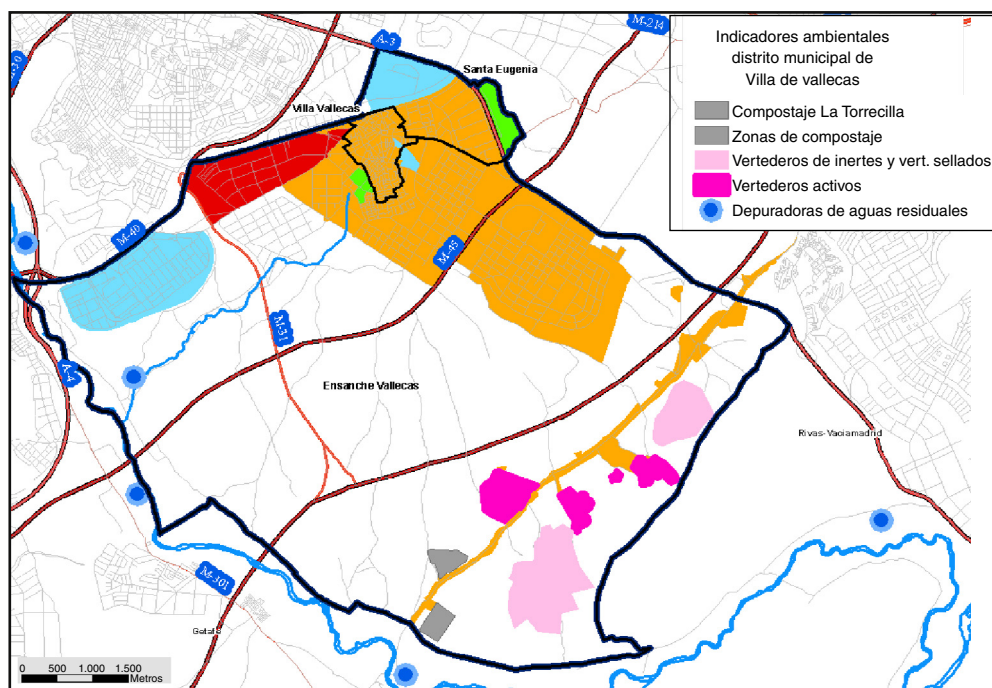 M-214
A-3
Santa Eugenia
Villa Vallecas
Indicadores ambientales
distrito municipal de
Villa de vallecas
Compostaje La Torrecilla
Zonas de compostaje
Vertederos de inertes y vert. sellados
Vertederos activos
Depuradoras de aguas residuales
M-40
M-45
M-31
A-4
Ensanche Vallecas
Rivas-Vaciamadrid
M-301
0 500 1.000 1.500
Metros